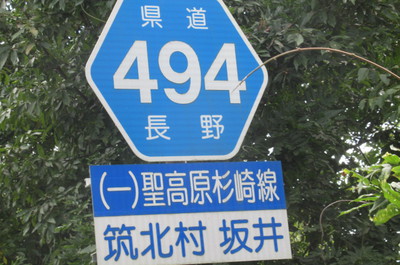 県道
494
長野
(一)聖高原杉崎線
筑北村 坂井